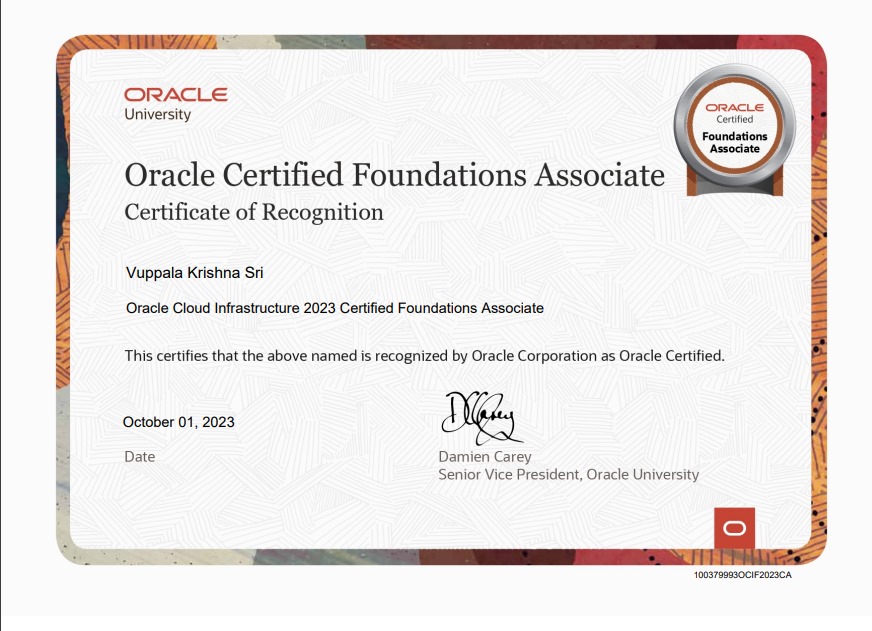 ORACLE
University
ORACLE
Certified
Foundations
Associate
Oracle Certified Foundations Associate
Certificate of Recognition
Vuppala Krishna Sri
Oracle Cloud Infrastructure 2023 Certified Foundations Associate
This certifies that the above named is recognized by Oracle Corporation as Oracle Certified.
October 01, 2023
Date
DCarey
Damien Carey
Senior Vice President, Oracle University
100379993OCIF2023CA